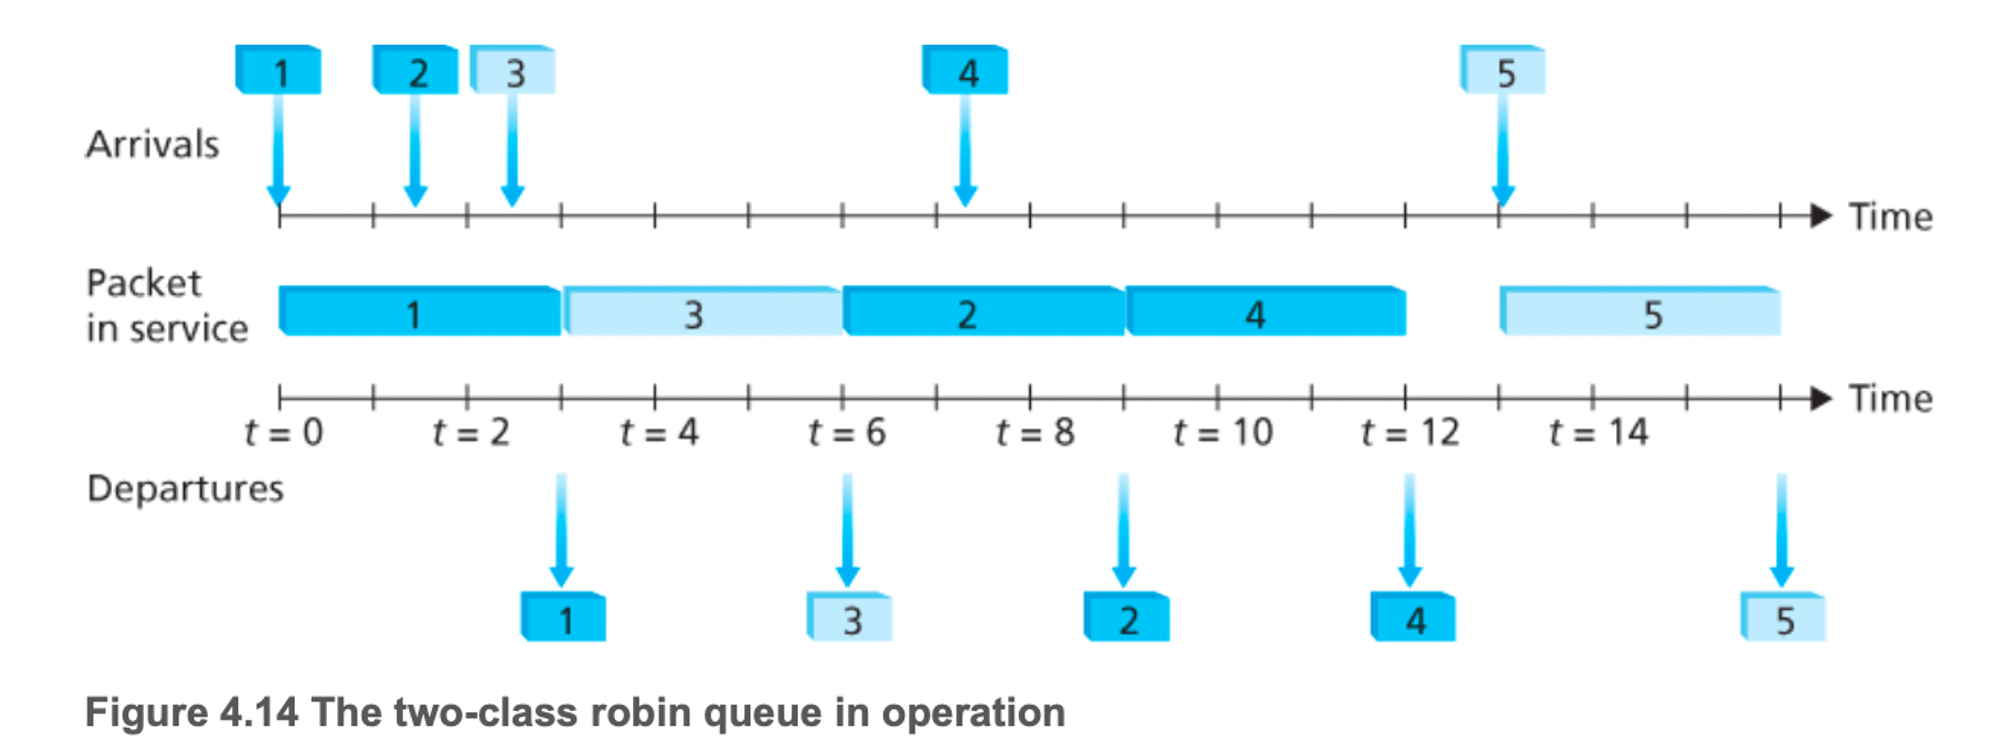 1 2 3 4 5
Arrivals
Time
Packet
in service
1 3 2 4 5
Time
t = 0 t = 2 t = 4 t = 6 t = 8 t = 10 t = 12 t = 14
Departures
1 3 2 4 5
Figure 4.14 The two-class robin queue in operation